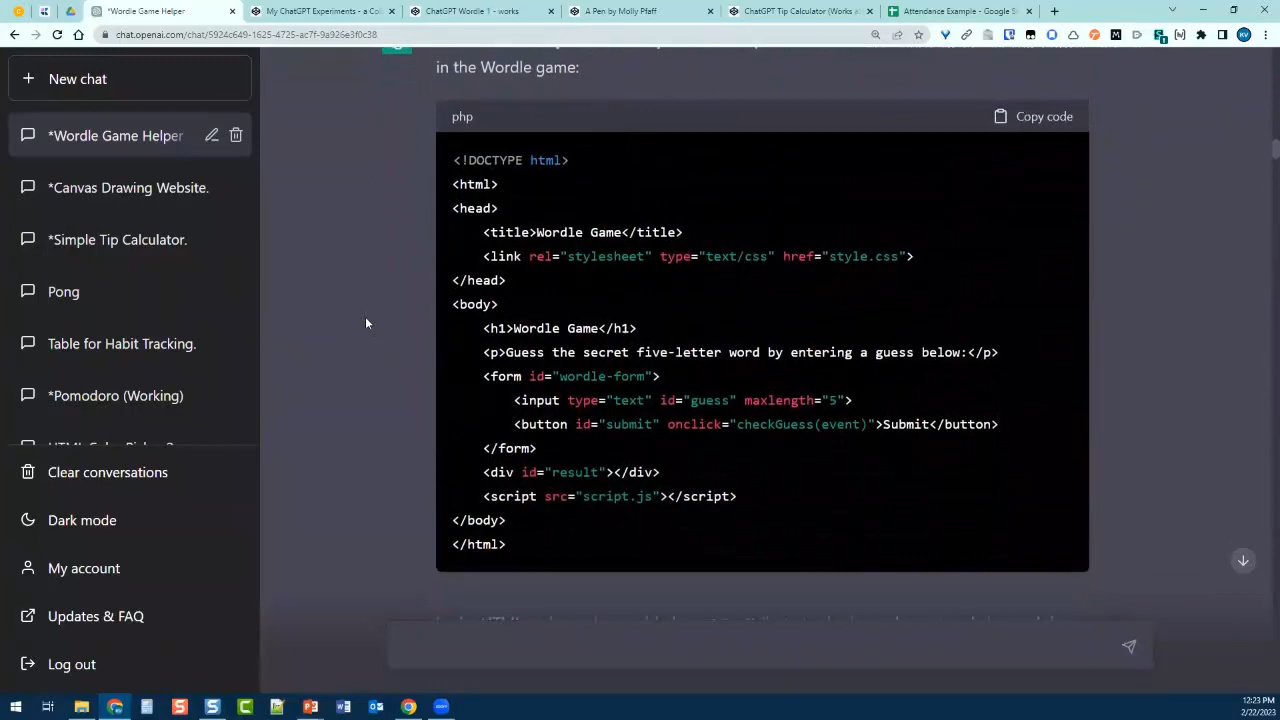 *Wordle Game Helper
My ChatGPT Experiments - a Col
ChatGPT Wordle 1 - works
A Pen by Molly Pfaff
ChatGPT Tip Calculator (Works a
Attendance Example - Google Sh
chat.openai.com/chat/5924c649-1625-4725-ac7f-9a926e3f0c38
KV
New chat
*Wordle Game Helper
*Canvas Drawing Website.
*Simple Tip Calculator.
Pong
Table for Habit Tracking.
*Pomodoro (Working)
Clear conversations
Dark mode
My account
Updates & FAQ
Log out
in the Wordle game:
php
Copy code
<!DOCTYPE html>
<html>
<head>
<title>Wordle Game</title>
<link rel="stylesheet" type="text/css" href="style.css">
</head>
<body>
<h1>Wordle Game</h1>
<p>Guess the secret five-letter word by entering a guess below:</p>
<form id="wordle-form">
<input type="text" id="guess" maxlength="5">
<button id="submit" onclick="checkGuess(event)">Submit</button>
</form>
<div id="result"></div>
<script src="script.js"></script>
</body>
</html>
12:23 PM
2/22/2023